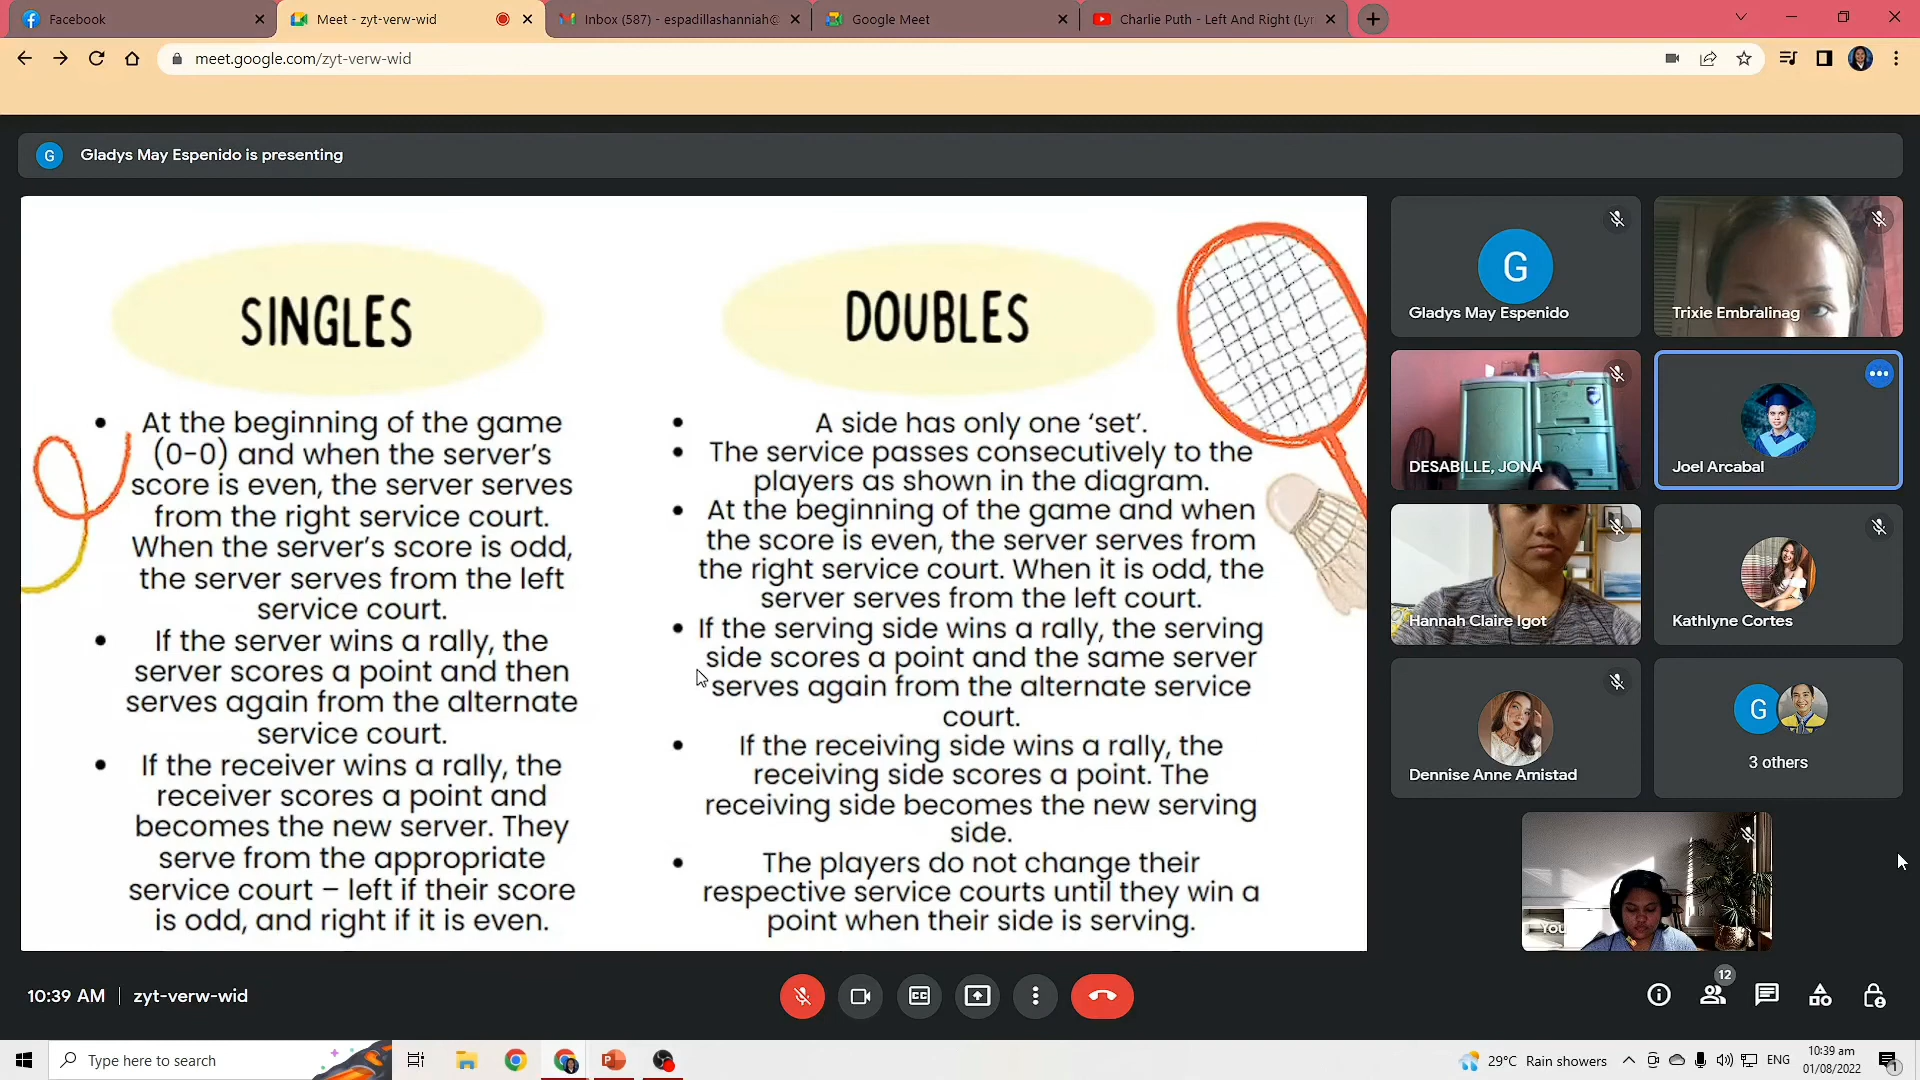 Facebook
Meet - zyt-verw-wid
Inbox (587) - espadillashanniah@
Google Meet
Charlie Puth - Left And Right (Lyri
meet.google.com/zyt-verw-wid
G
Gladys May Espenido is presenting
SINGLES
At the beginning of the game
(0-0) and when the server's
score is even, the server serves
from the right service court.
When the server's score is odd,
the server serves from the left
service court.
If the server wins a rally, the
server scores a point and then
serves again from the alternate
service court.
If the receiver wins a rally, the
receiver scores a point and
becomes the new server. They
serve from the appropriate
service court – left if their score
is odd, and right if it is even.
DOUBLES
A side has only one ‘set’.
The service passes consecutively to the
players as shown in the diagram.
At the beginning of the game and when
the score is even, the server serves from
the right service court. When it is odd, the
server serves from the left court.
If the serving side wins a rally, the serving
side scores a point and the same server
serves again from the alternate service
court.
If the receiving side wins a rally, the
receiving side scores a point. The
receiving side becomes the new serving
side.
The players do not change their
respective service courts until they win a
point when their side is serving.
G
Gladys May Espenido
Trixie Embralinag
DESABILLE, JONA
Joel Arcabal
Hannah Claire Igot
Kathlyne Cortes
Dennise Anne Amistad
G
3 others
You
10:39 AM | zyt-verw-wid
12
Type here to search
29°C Rain showers
ENG
10:39 am
01/08/2022
1